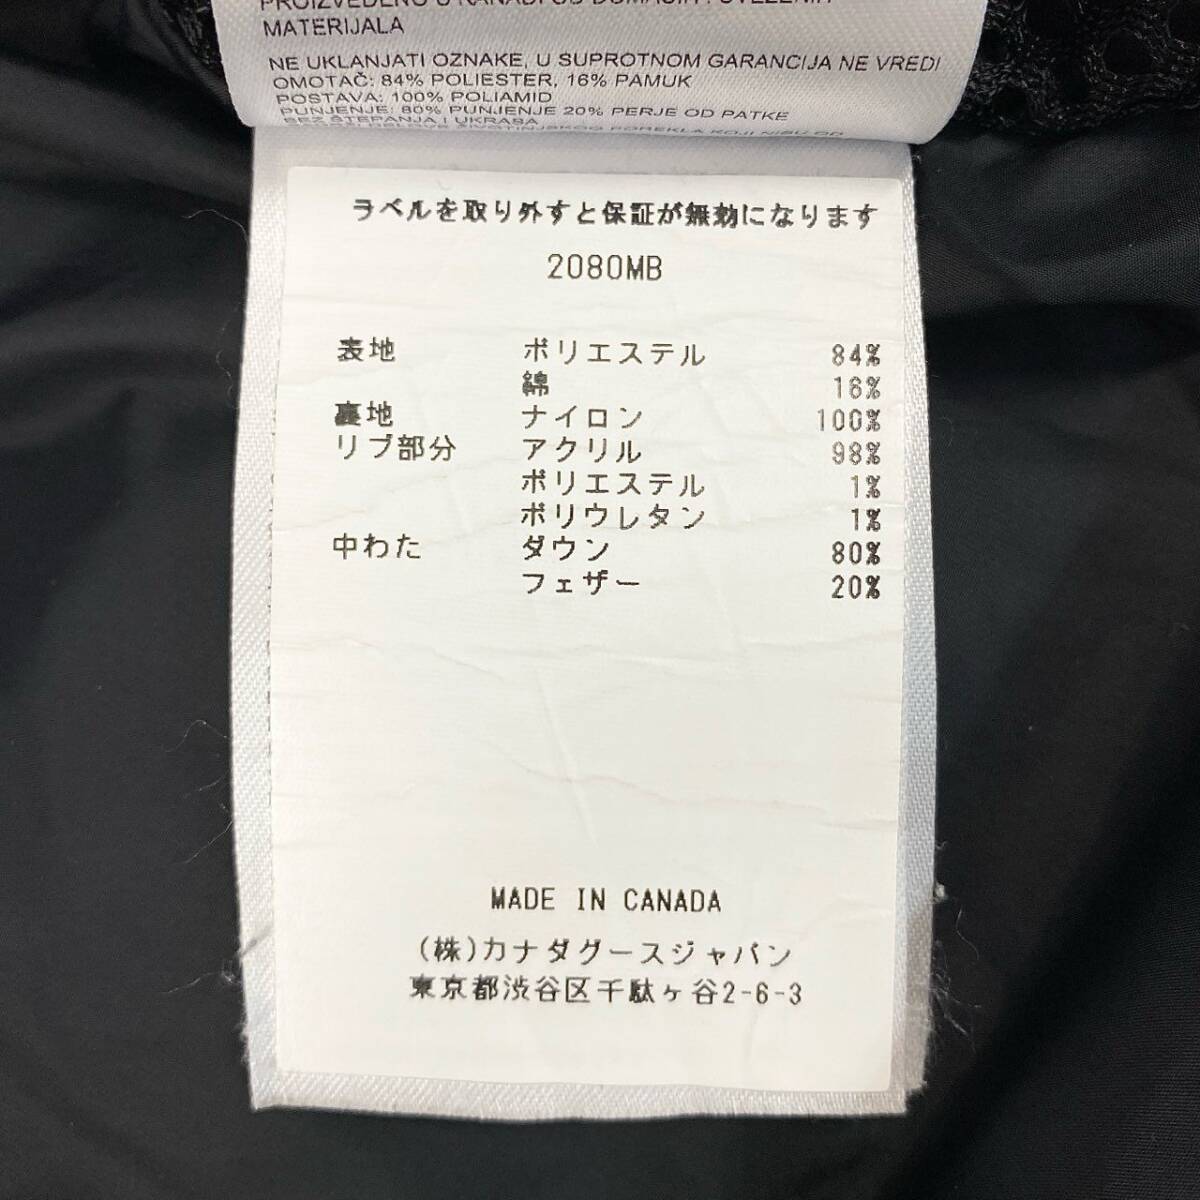 MATERIJALA
NE UKLANJATI OZNAKE, U SUPROTNOM GARANCIJA NE VREDI
OMOTAČ: 84% POLIESTER, 16% PAMUK
POSTAVA: 100% POLIAMID
PUNJENJE: 80% PUNJENJE 20% PERJE OD PATKE
BEZ ŠTEPANJA I UKRASA
ラベルを取り外すと保証が無効になります
2080MB
表地 ポリエステル 84%
綿 16%
裏地 ナイロン 100%
リブ部分 アクリル 98%
ポリエステル 1%
ポリウレタン 1%
中わた ダウン 80%
フェザー 20%
MADE IN CANADA
(株)カナダグースジャパン
東京都渋谷区千駄ヶ谷2-6-3